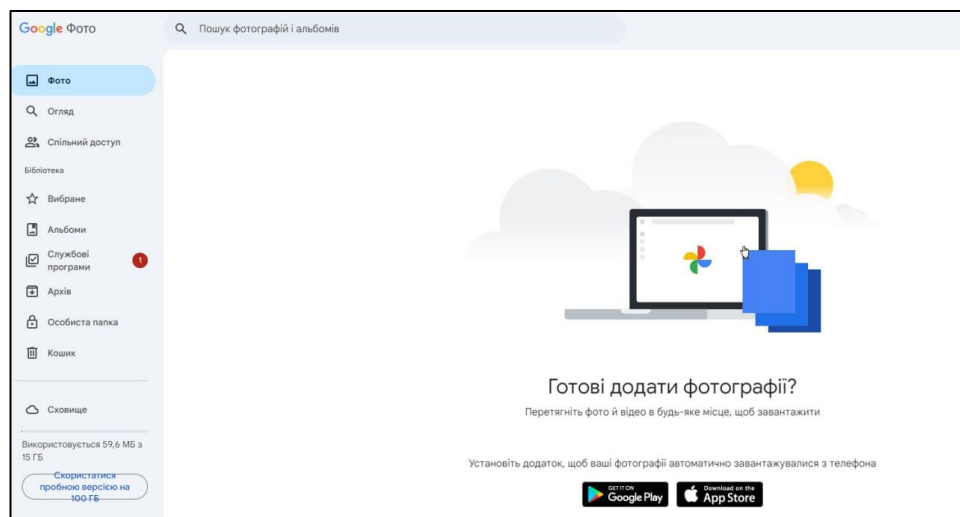 Google Фото
Пошук фотографій і альбомів
Фото
Огляд
Спільний доступ
Бібліотека
Вибране
Альбоми
Службові
програми
1
Архів
Особиста папка
Кошик
Сховище
Використовується 59,6 МБ з
15 ГБ
Скористатися
пробною версією на
100 ГБ
Готові додати фотографії?
Перетягніть фото й відео в будь-яке місце, щоб завантажити
Установіть додаток, щоб ваші фотографії автоматично завантажувалися з телефона
GET IT ON
Google Play
Download on the
App Store